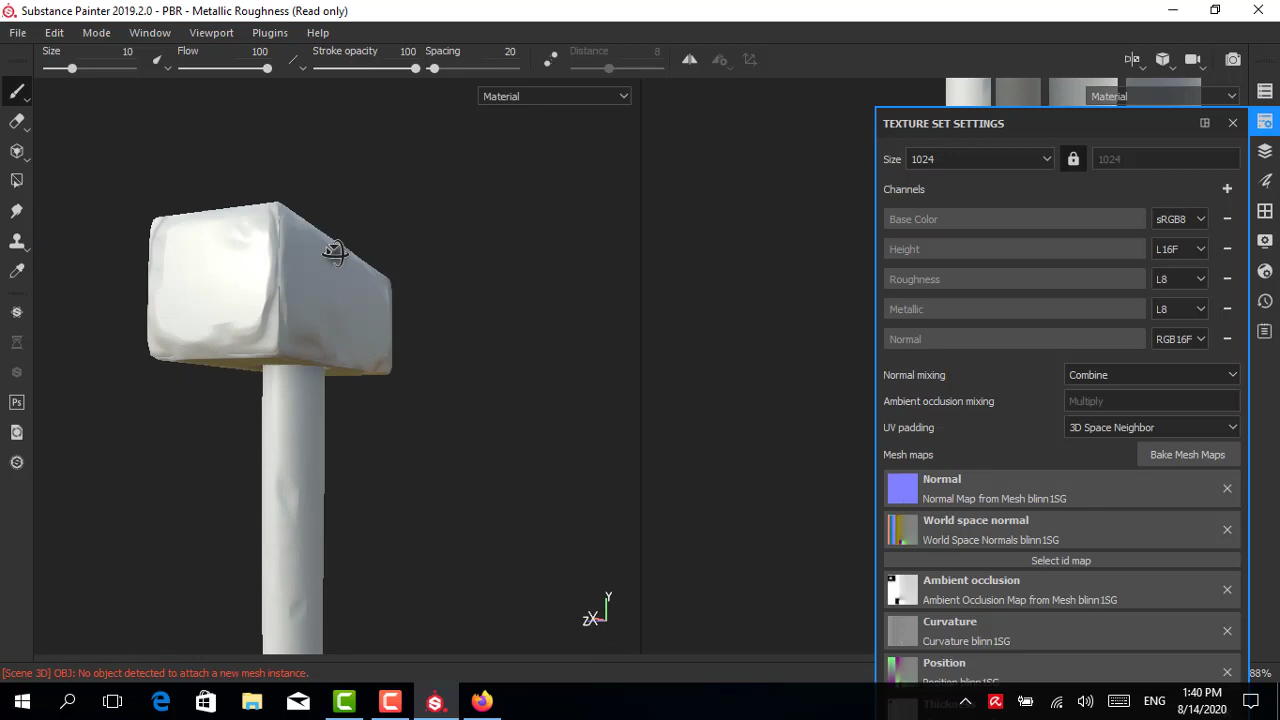 Substance Painter 2019.2.0 - PBR - Metallic Roughness (Read only)
File Edit Mode Window Viewport Plugins Help
Size 10 Flow 100 Stroke opacity 100 Spacing 20 Distance 8
Material
Material
TEXTURE SET SETTINGS
Size 1024 1024
Channels
Base Color sRGB8
Height L16F
Roughness L8
Metallic L8
Normal RGB16F
Normal mixing Combine
Ambient occlusion mixing Multiply
UV padding 3D Space Neighbor
Mesh maps Bake Mesh Maps
Normal
Normal Map from Mesh blinn1SG
World space normal
World Space Normals blinn1SG
Select id map
Ambient occlusion
Ambient Occlusion Map from Mesh blinn1SG
Curvature
Curvature blinn1SG
Position
Position blinn1SG
Thickness
Y
Z X
Ps
[Scene 3D] OBJ: No object detected to attach a new mesh instance.
88%
ENG
1:40 PM
8/14/2020